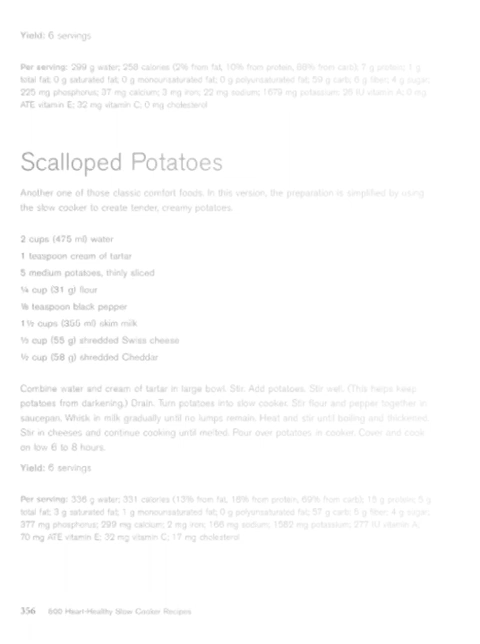 Yield: 6 servings
Per serving: 299 g water; 258 calories (2% from fat, 10% from protein, 88% from carb); 7 g protein; 1 g
total fat; 0 g saturated fat; 0 g monounsaturated fat; 0 g polyunsaturated fat; 59 g carb; 6 g fiber; 4 g sugar;
225 mg phosphorus; 37 mg calcium; 3 mg iron; 22 mg sodium; 1679 mg potassium; 26 IU vitamin A; 0 mg
ATE vitamin E; 32 mg vitamin C; 0 mg cholesterol
Scalloped Potatoes
Another one of those classic comfort foods. In this version, the preparation is simplified by using
the slow cooker to create tender, creamy potatoes.
2 cups (475 ml) water
1 teaspoon cream of tartar
5 medium potatoes, thinly sliced
¼ cup (31 g) flour
⅛ teaspoon black pepper
1½ cups (355 ml) skim milk
½ cup (55 g) shredded Swiss cheese
½ cup (58 g) shredded Cheddar
Combine water and cream of tartar in large bowl. Stir. Add potatoes. Stir well. (This helps keep
potatoes from darkening.) Drain. Turn potatoes into slow cooker. Stir flour and pepper together in
saucepan. Whisk in milk gradually until no lumps remain. Heat and stir until boiling and thickened.
Stir in cheeses and continue cooking until melted. Pour over potatoes in cooker. Cover and cook
on low 6 to 8 hours.
Yield: 6 servings
Per serving: 336 g water; 331 calories (13% from fat, 18% from protein, 69% from carb); 15 g protein; 5 g
total fat; 3 g saturated fat; 1 g monounsaturated fat; 0 g polyunsaturated fat; 57 g carb; 5 g fiber; 4 g sugar;
377 mg phosphorus; 299 mg calcium; 2 mg iron; 166 mg sodium; 1582 mg potassium; 277 IU vitamin A;
70 mg ATE vitamin E; 32 mg vitamin C; 17 mg cholesterol
356 500 Heart-Healthy Slow Cooker Recipes